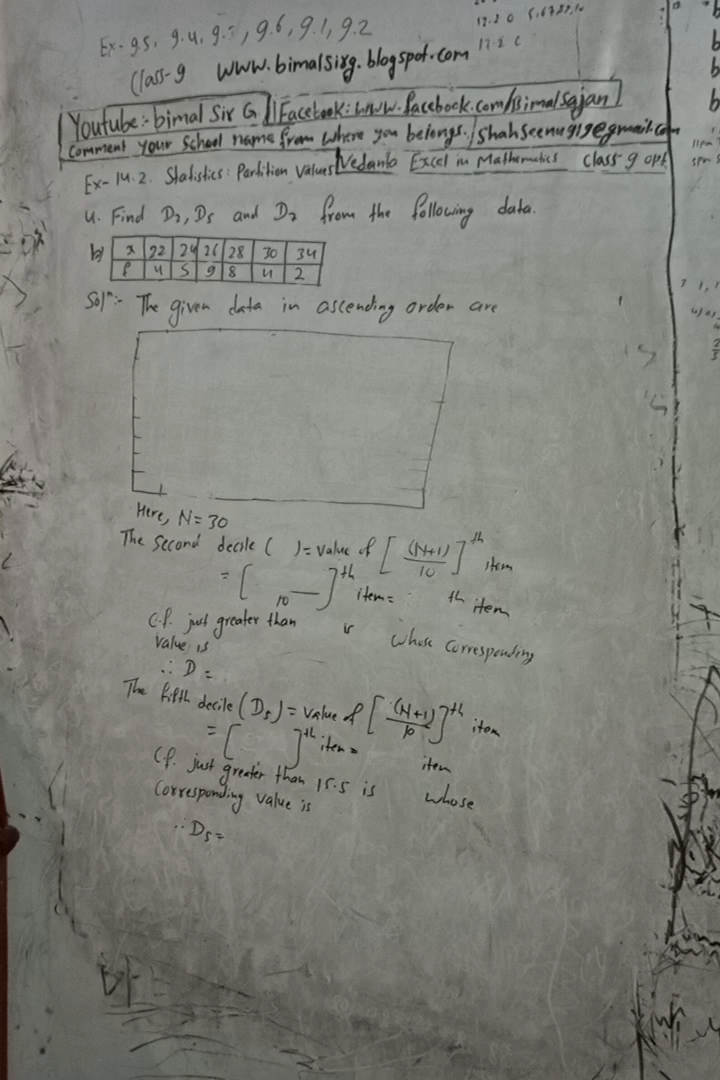 Ex- 9.5, 9.4, 9.7, 9.6, 9.1, 9.2
Class-9 www.bimalsirg.blogspot.com
Youtube:- bimal Sir G Facebook: www.facebook.com/BimalSajan
Comment your School name from where you belongs. / shahseenu919@gmail.com
Ex- 14.2. Statistics: Partition Values Vedanta Excel in Mathematics class 9 opt
4. Find D2, D5 and D7 from the following data.
b) x 22 24 26 28 30 34
f 4 5 9 8 4 2
Solⁿ:- The given data in ascending order are
Here, N= 30
The second decile ( )= value of [ (N+1) / 10 ]th item
= [ / 10 ]th item= th item
C.f. just greater than is whose corresponding
value is
∴ D =
The fifth decile (D5) = value of [ (N+1) / 10 ]th item
= [ ]th item = item
C.f. just greater than 15.5 is whose
corresponding value is
∴ D5 =